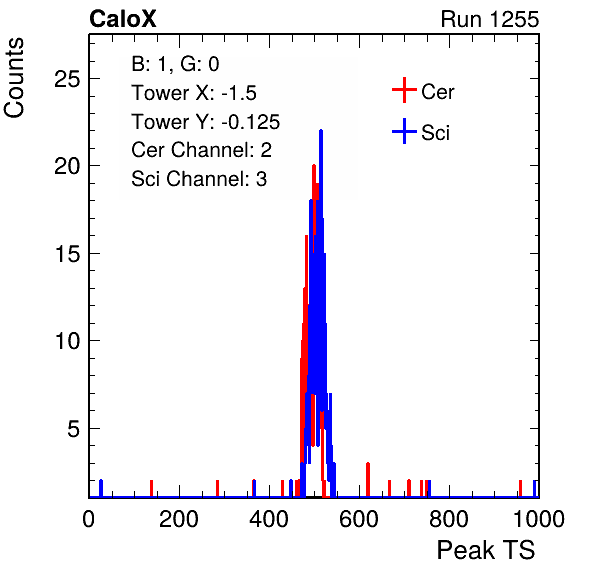 CaloX Run 1255
Counts
B: 1, G: 0
Tower X: -1.5
Tower Y: -0.125
Cer Channel: 2
Sci Channel: 3
Cer
Sci
25
20
15
10
5
0 200 400 600 800 1000
Peak TS